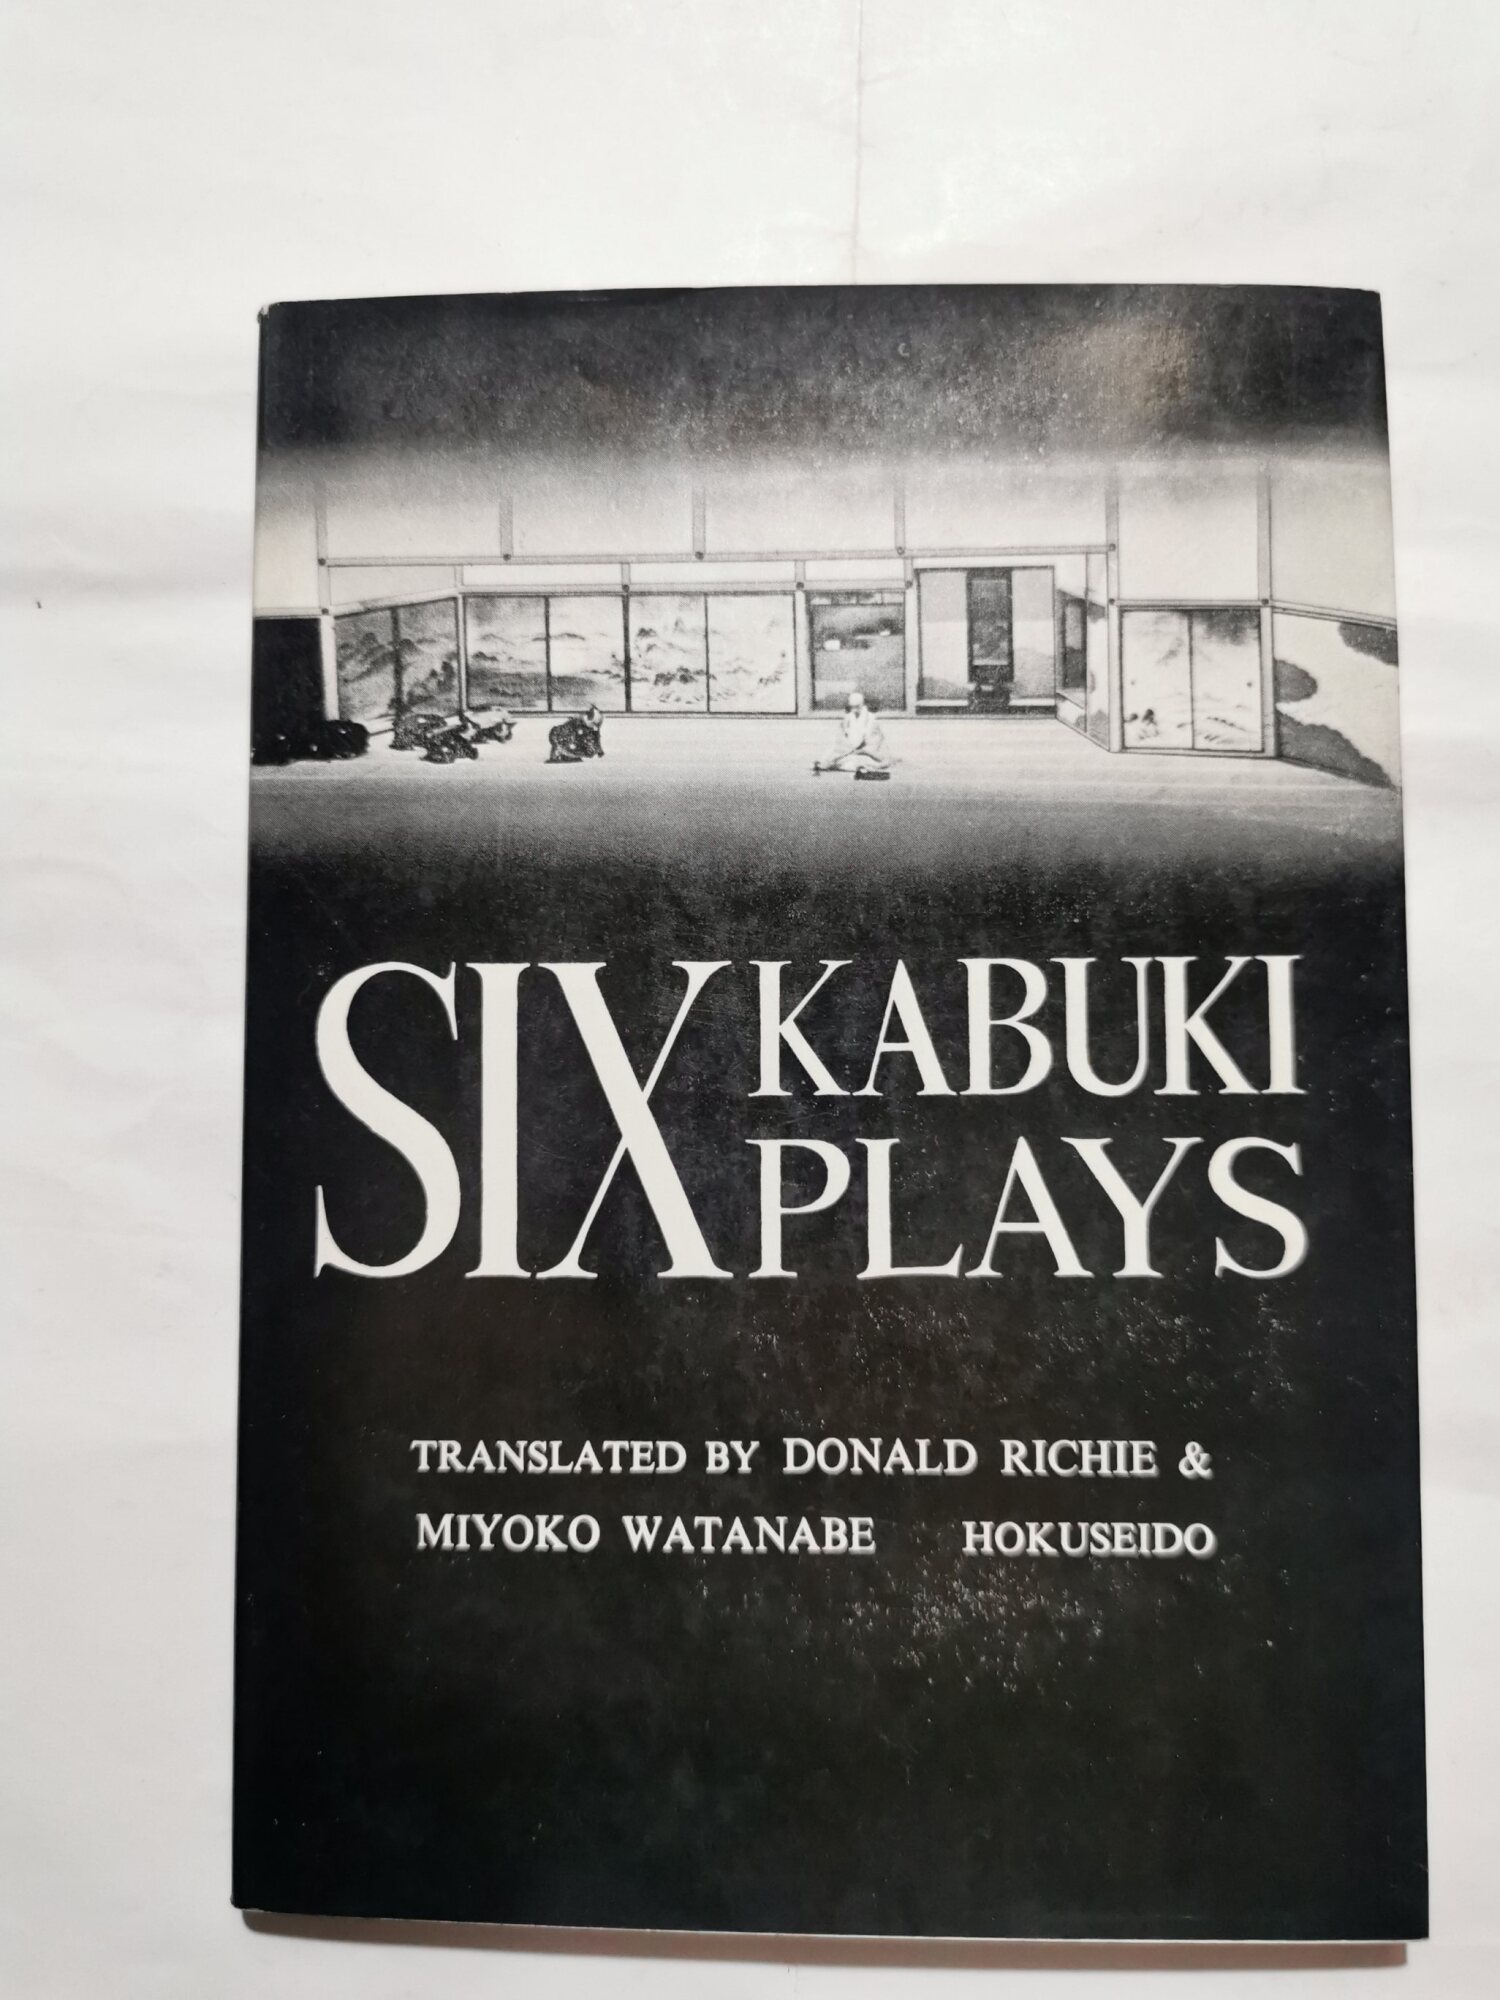 SIX KABUKI
PLAYS
TRANSLATED BY DONALD RICHIE &
MIYOKO WATANABE HOKUSEIDO